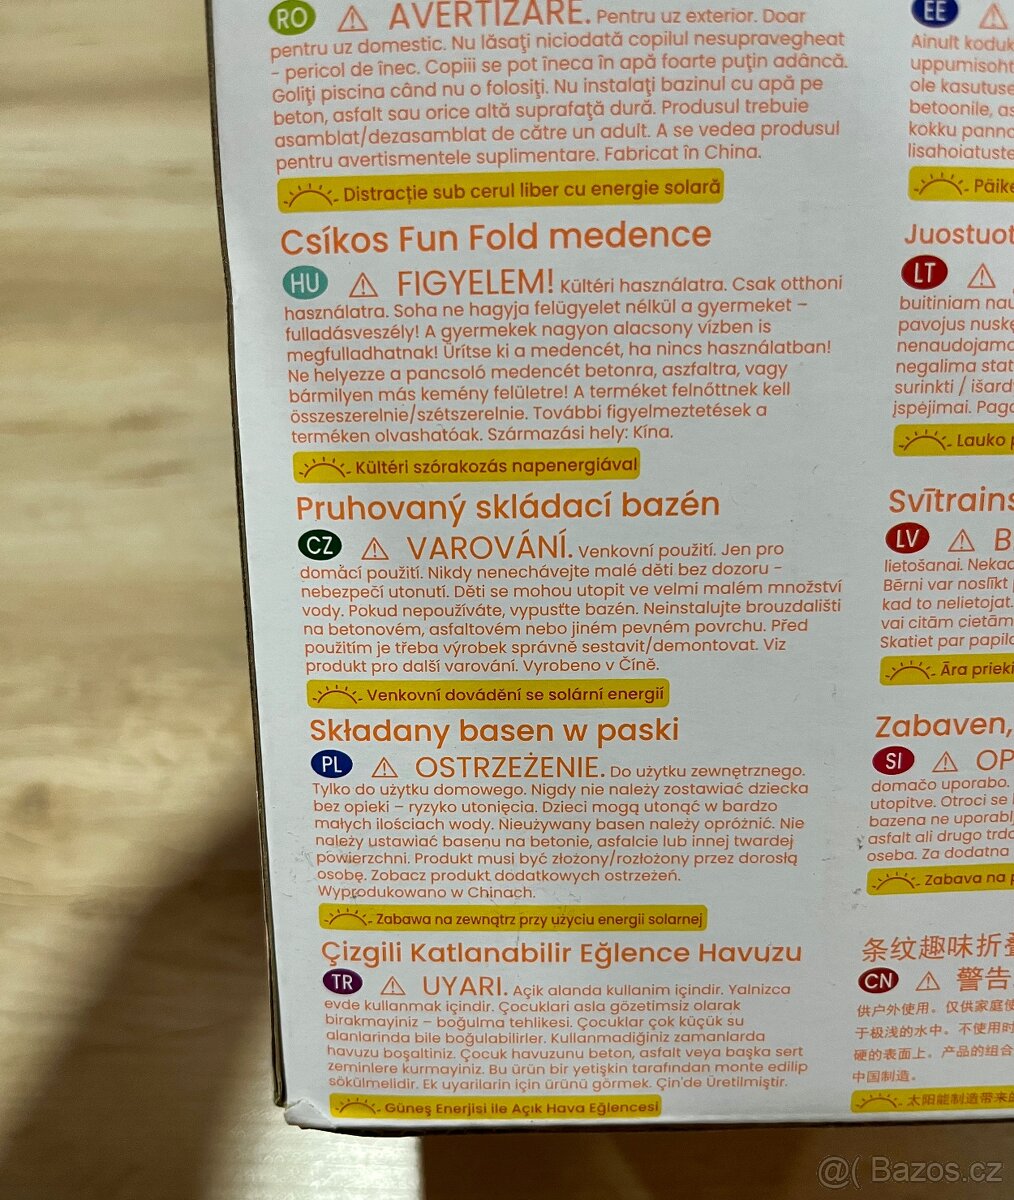 RO ⚠ AVERTIZARE. Pentru uz exterior. Doar
pentru uz domestic. Nu lăsați niciodată copilul nesupravegheat
- pericol de înec. Copiii se pot îneca în apă foarte puțin adâncă.
Goliți piscina când nu o folosiți. Nu instalați bazinul cu apă pe
beton, asfalt sau orice altă suprafață dură. Produsul trebuie
asamblat/dezasamblat de către un adult. A se vedea produsul
pentru avertismentele suplimentare. Fabricat în China.
Distracție sub cerul liber cu energie solară
Csíkos Fun Fold medence
HU ⚠ FIGYELEM! Kültéri használatra. Csak otthoni
használatra. Soha ne hagyja felügyelet nélkül a gyermeket –
fulladásveszély! A gyermekek nagyon alacsony vízben is
megfulladhatnak! Ürítse ki a medencét, ha nincs használatban!
Ne helyezze a pancsoló medencét betonra, aszfaltra, vagy
bármilyen más kemény felületre! A terméket felnőttnek kell
összeszerelnie/szétszerelnie. További figyelmeztetések a
terméken olvashatóak. Származási hely: Kína.
Kültéri szórakozás napenergiával
Pruhovaný skládací bazén
CZ ⚠ VAROVÁNÍ. Venkovní použití. Jen pro
domácí použití. Nikdy nenechávejte malé děti bez dozoru -
nebezpečí utonutí. Děti se mohou utopit ve velmi malém množství
vody. Pokud nepoužíváte, vypusťte bazén. Neinstalujte brouzdališti
na betonovém, asfaltovém nebo jiném pevném povrchu. Před
použitím je třeba výrobek správně sestavit/demontovat. Viz
produkt pro další varování. Vyrobeno v Číně.
Venkovní dovádění se solární energií
Składany basen w paski
PL ⚠ OSTRZEŻENIE. Do użytku zewnętrznego.
Tylko do użytku domowego. Nigdy nie należy zostawiać dziecka
bez opieki – ryzyko utonięcia. Dzieci mogą utonąć w bardzo
małych ilościach wody. Nieużywany basen należy opróżnić. Nie
należy ustawiać basenu na betonie, asfalcie lub innej twardej
powierzchni. Produkt musi być złożony/rozłożony przez dorosłą
osobę. Zobacz produkt dodatkowych ostrzeżeń.
Wyprodukowano w Chinach.
Zabawa na zewnątrz przy użyciu energii solarnej
Çizgili Katlanabilir Eğlence Havuzu
TR ⚠ UYARI. Açik alanda kullanim içindir. Yalnizca
evde kullanmak içindir. Çocuklari asla gözetimsiz olarak
birakmayiniz – boğulma tehlikesi. Çocuklar çok küçük su
alanlarinda bile boğulabilirler. Kullanmadiğiniz zamanlarda
havuzu boşaltiniz. Çocuk havuzunu beton, asfalt veya başka sert
zeminlere kurmayiniz. Bu ürün bir yetişkin tarafından monte edilip
sökülmelidir. Ek uyarilarin için ürünü görmek. Çin'de Üretilmiştir.
Güneş Enerjisi ile Açık Hava Eğlencesi
EE ⚠
Ainult koduk
uppumisoht
ole kasutuse
betoonile, as
kokku panna
lisahoiatuste
Päike
Juostuot
LT ⚠
buitiniam nau
pavojus nuskę
nenaudojamo
negalima stat
surinkti / išard
įspėjimai. Paga
Lauko p
Svītrains
LV ⚠ B
lietošanai. Nekad
Bērni var noslīkt
kad to nelietojat.
vai citām cietām
Skatiet par papil
Āra prieki
Zabaven,
SI ⚠ OP
domačo uporabo.
utopitve. Otroci se
bazena ne uporabl
asfalt ali drugo trdo
oseba. Za dodatna
Zabava na p
条纹趣味折叠
CN ⚠ 警告
供户外使用。仅供家庭使
于极浅的水中。不使用时
硬的表面上。产品的组合
中国制造。
太阳能制造带来的
@( Bazos.cz